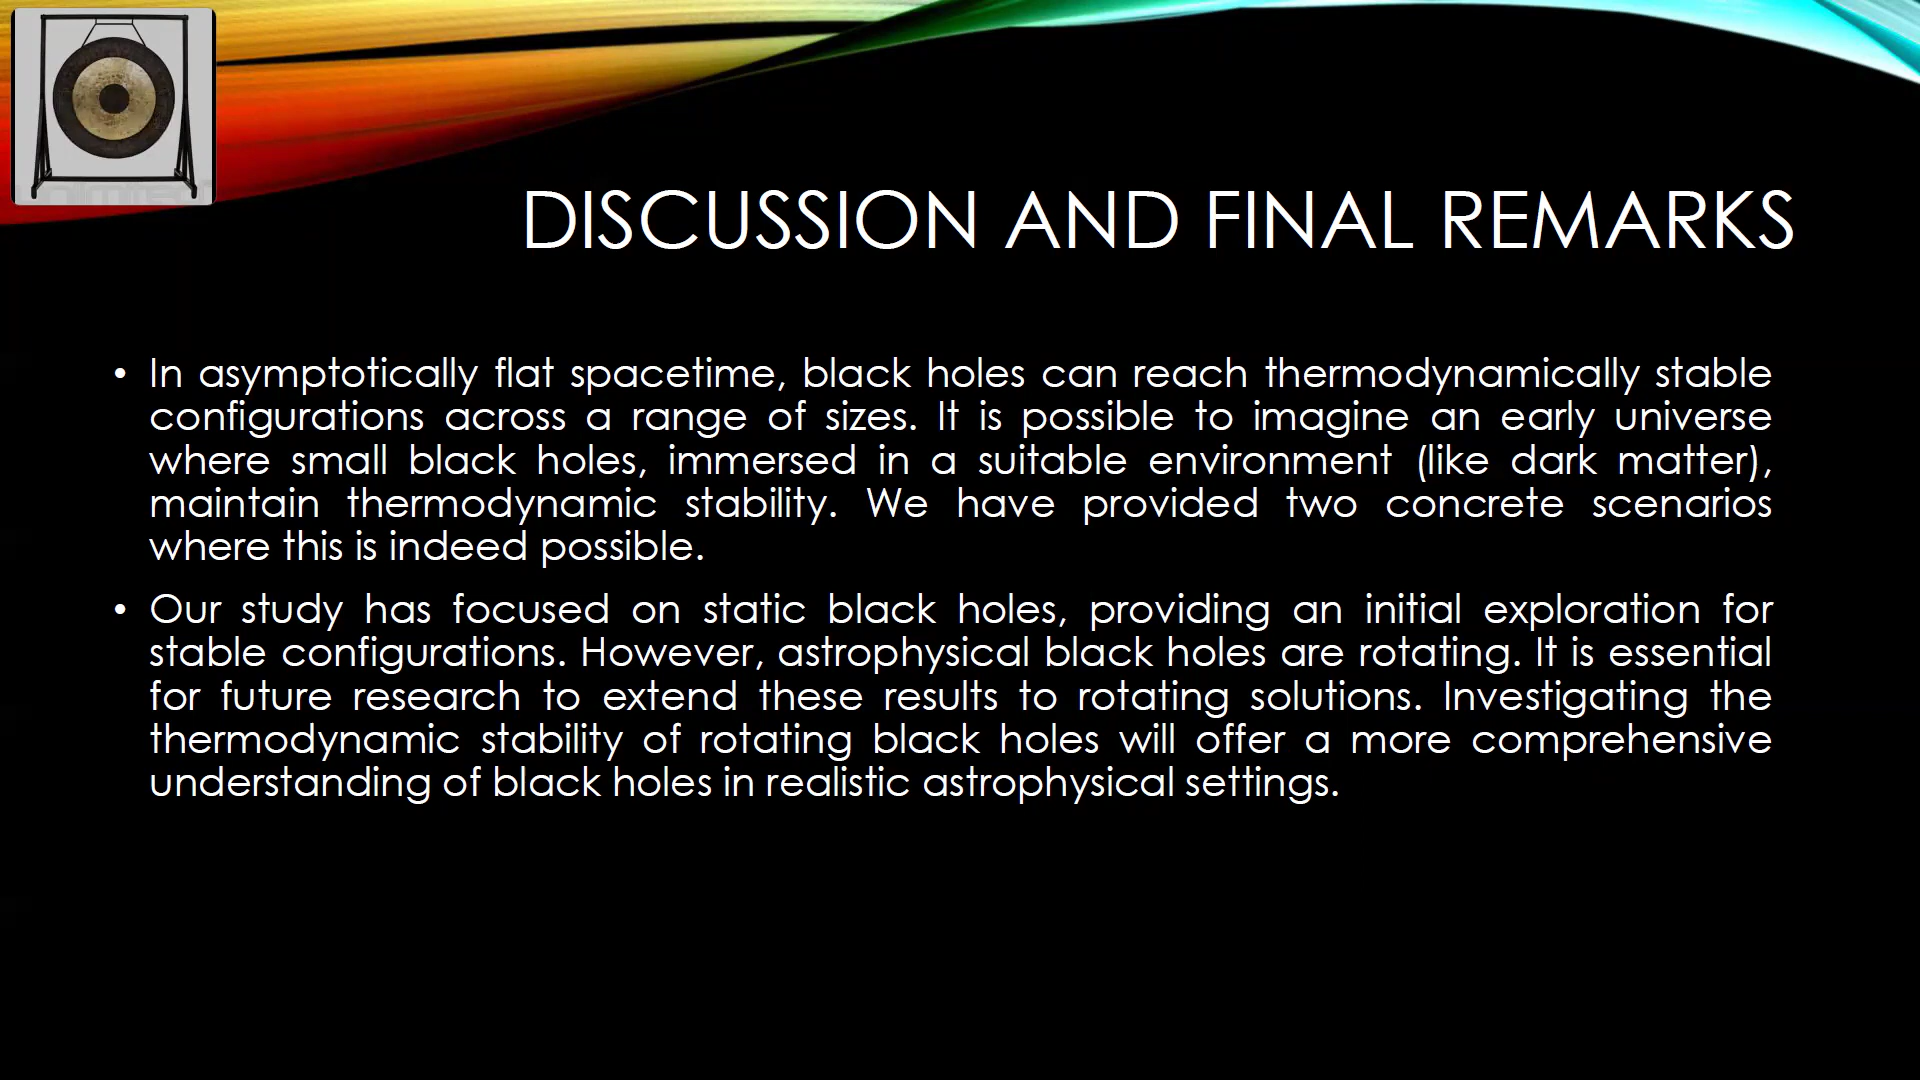 DISCUSSION AND FINAL REMARKS
• In asymptotically flat spacetime, black holes can reach thermodynamically stable
configurations across a range of sizes. It is possible to imagine an early universe
where small black holes, immersed in a suitable environment (like dark matter),
maintain thermodynamic stability. We have provided two concrete scenarios
where this is indeed possible.
• Our study has focused on static black holes, providing an initial exploration for
stable configurations. However, astrophysical black holes are rotating. It is essential
for future research to extend these results to rotating solutions. Investigating the
thermodynamic stability of rotating black holes will offer a more comprehensive
understanding of black holes in realistic astrophysical settings.